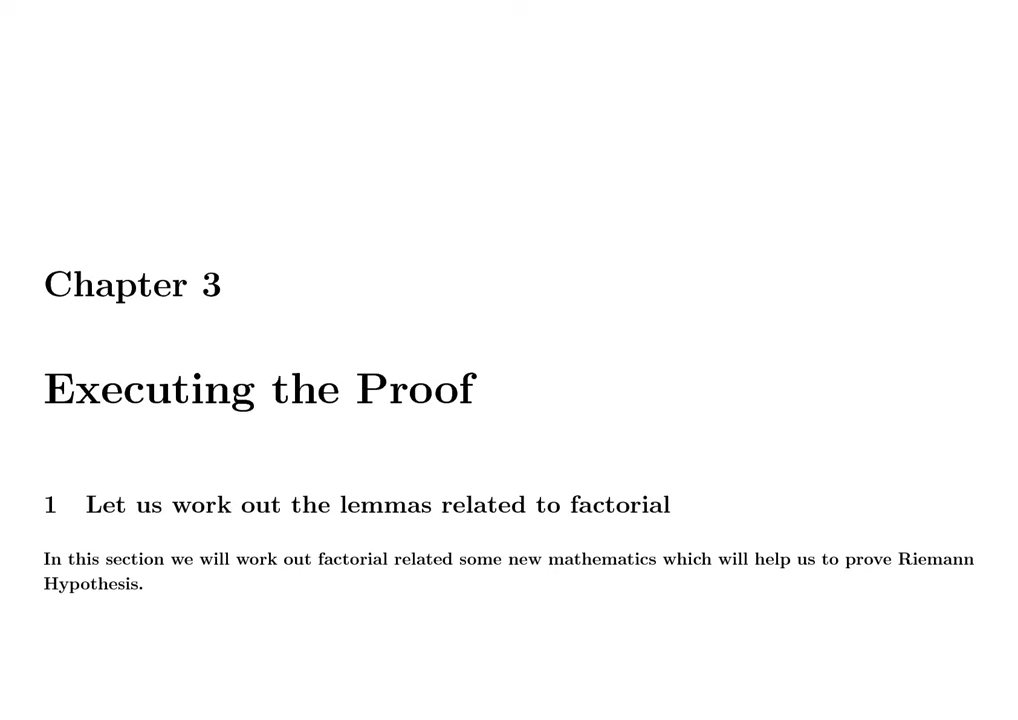 Chapter 3
Executing the Proof
1 Let us work out the lemmas related to factorial
In this section we will work out factorial related some new mathematics which will help us to prove Riemann
Hypothesis.